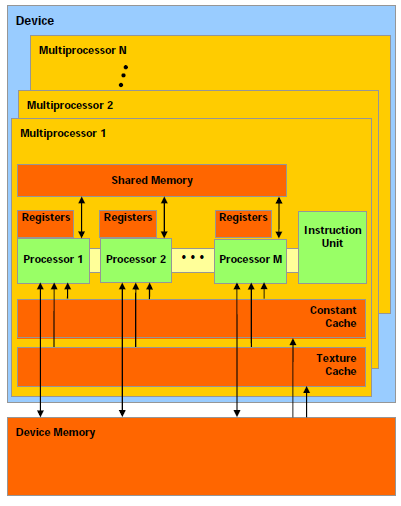 Device
Multiprocessor N
Multiprocessor 2
Multiprocessor 1
Shared Memory
Registers
Registers
Registers
Processor 1
Processor 2
• • •
Processor M
Instruction
Unit
Constant
Cache
Texture
Cache
Device Memory